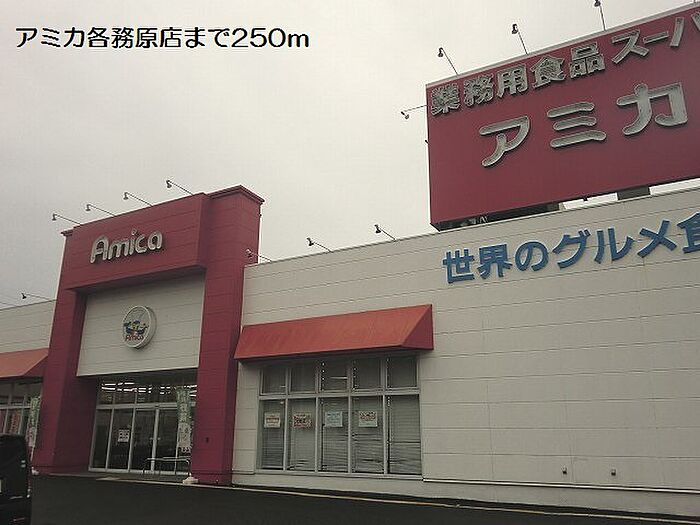 アミカ各務原店まで250m
業務用食品スーパ
アミカ
Amica
世界のグルメ食
Amica